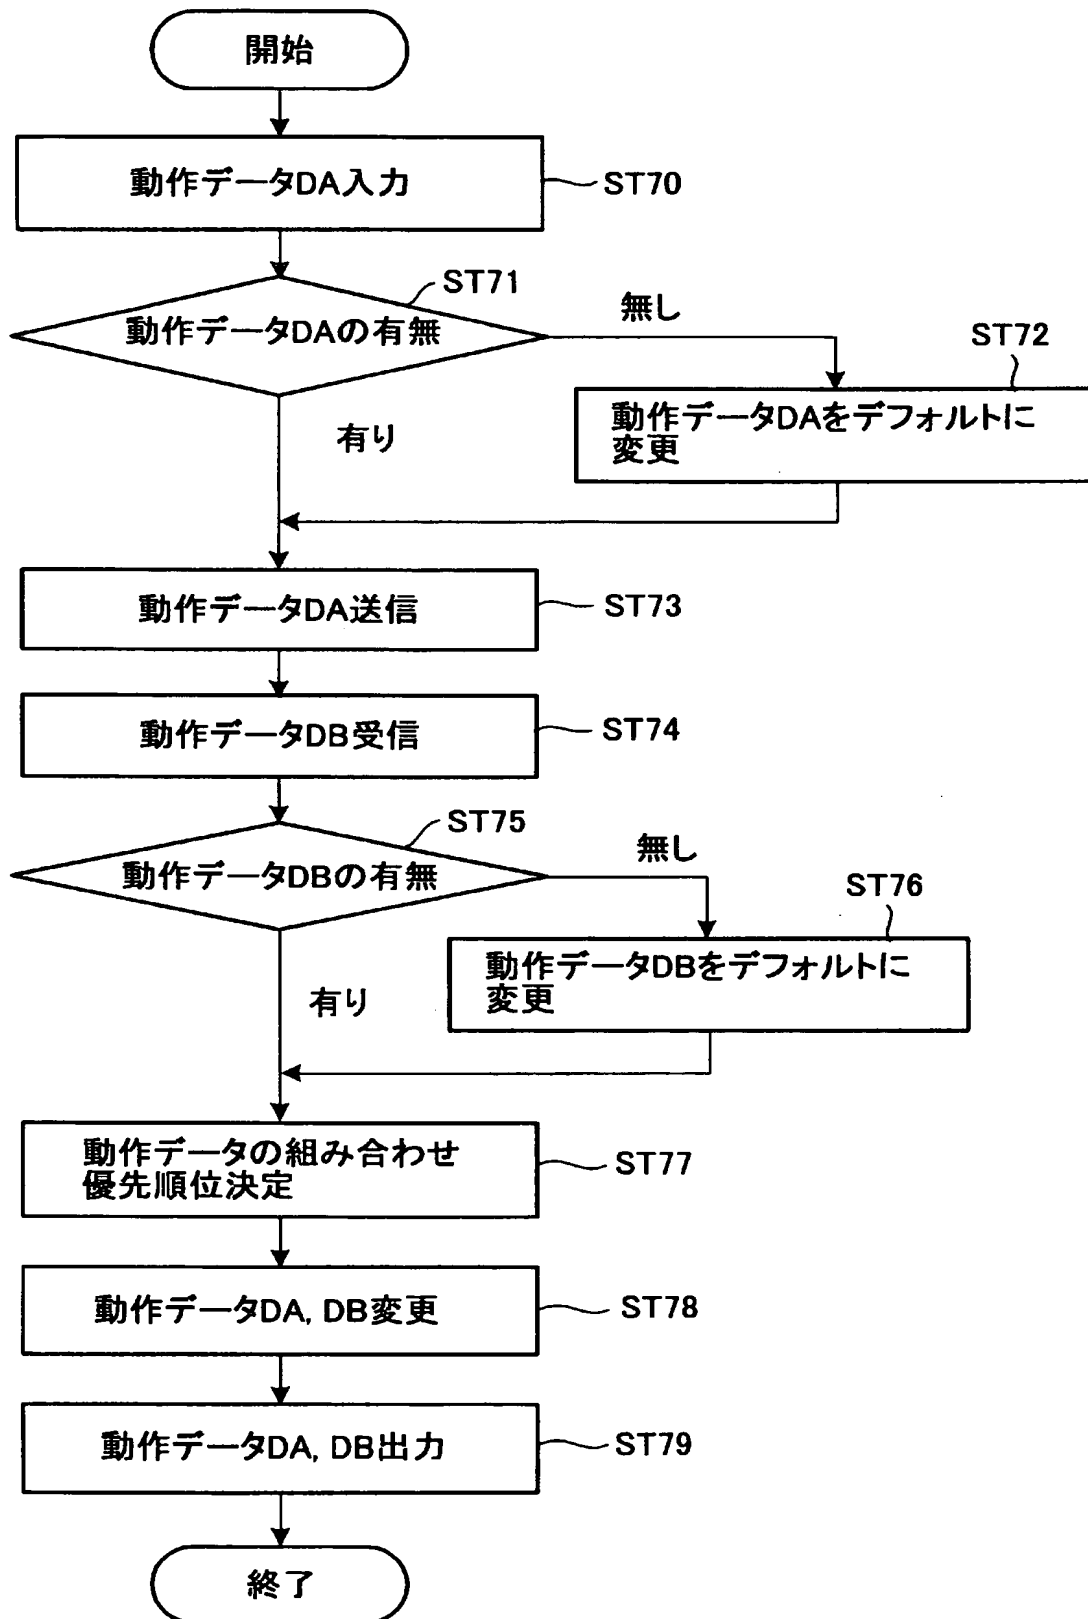 開始
動作データDA入力
ST70
ST71
動作データDAの有無
無し
ST72
動作データDAをデフォルトに
変更
有り
動作データDA送信
ST73
動作データDB受信
ST74
ST75
動作データDBの有無
無し
ST76
動作データDBをデフォルトに
変更
有り
動作データの組み合わせ
優先順位決定
ST77
動作データDA, DB変更
ST78
動作データDA, DB出力
ST79
終了